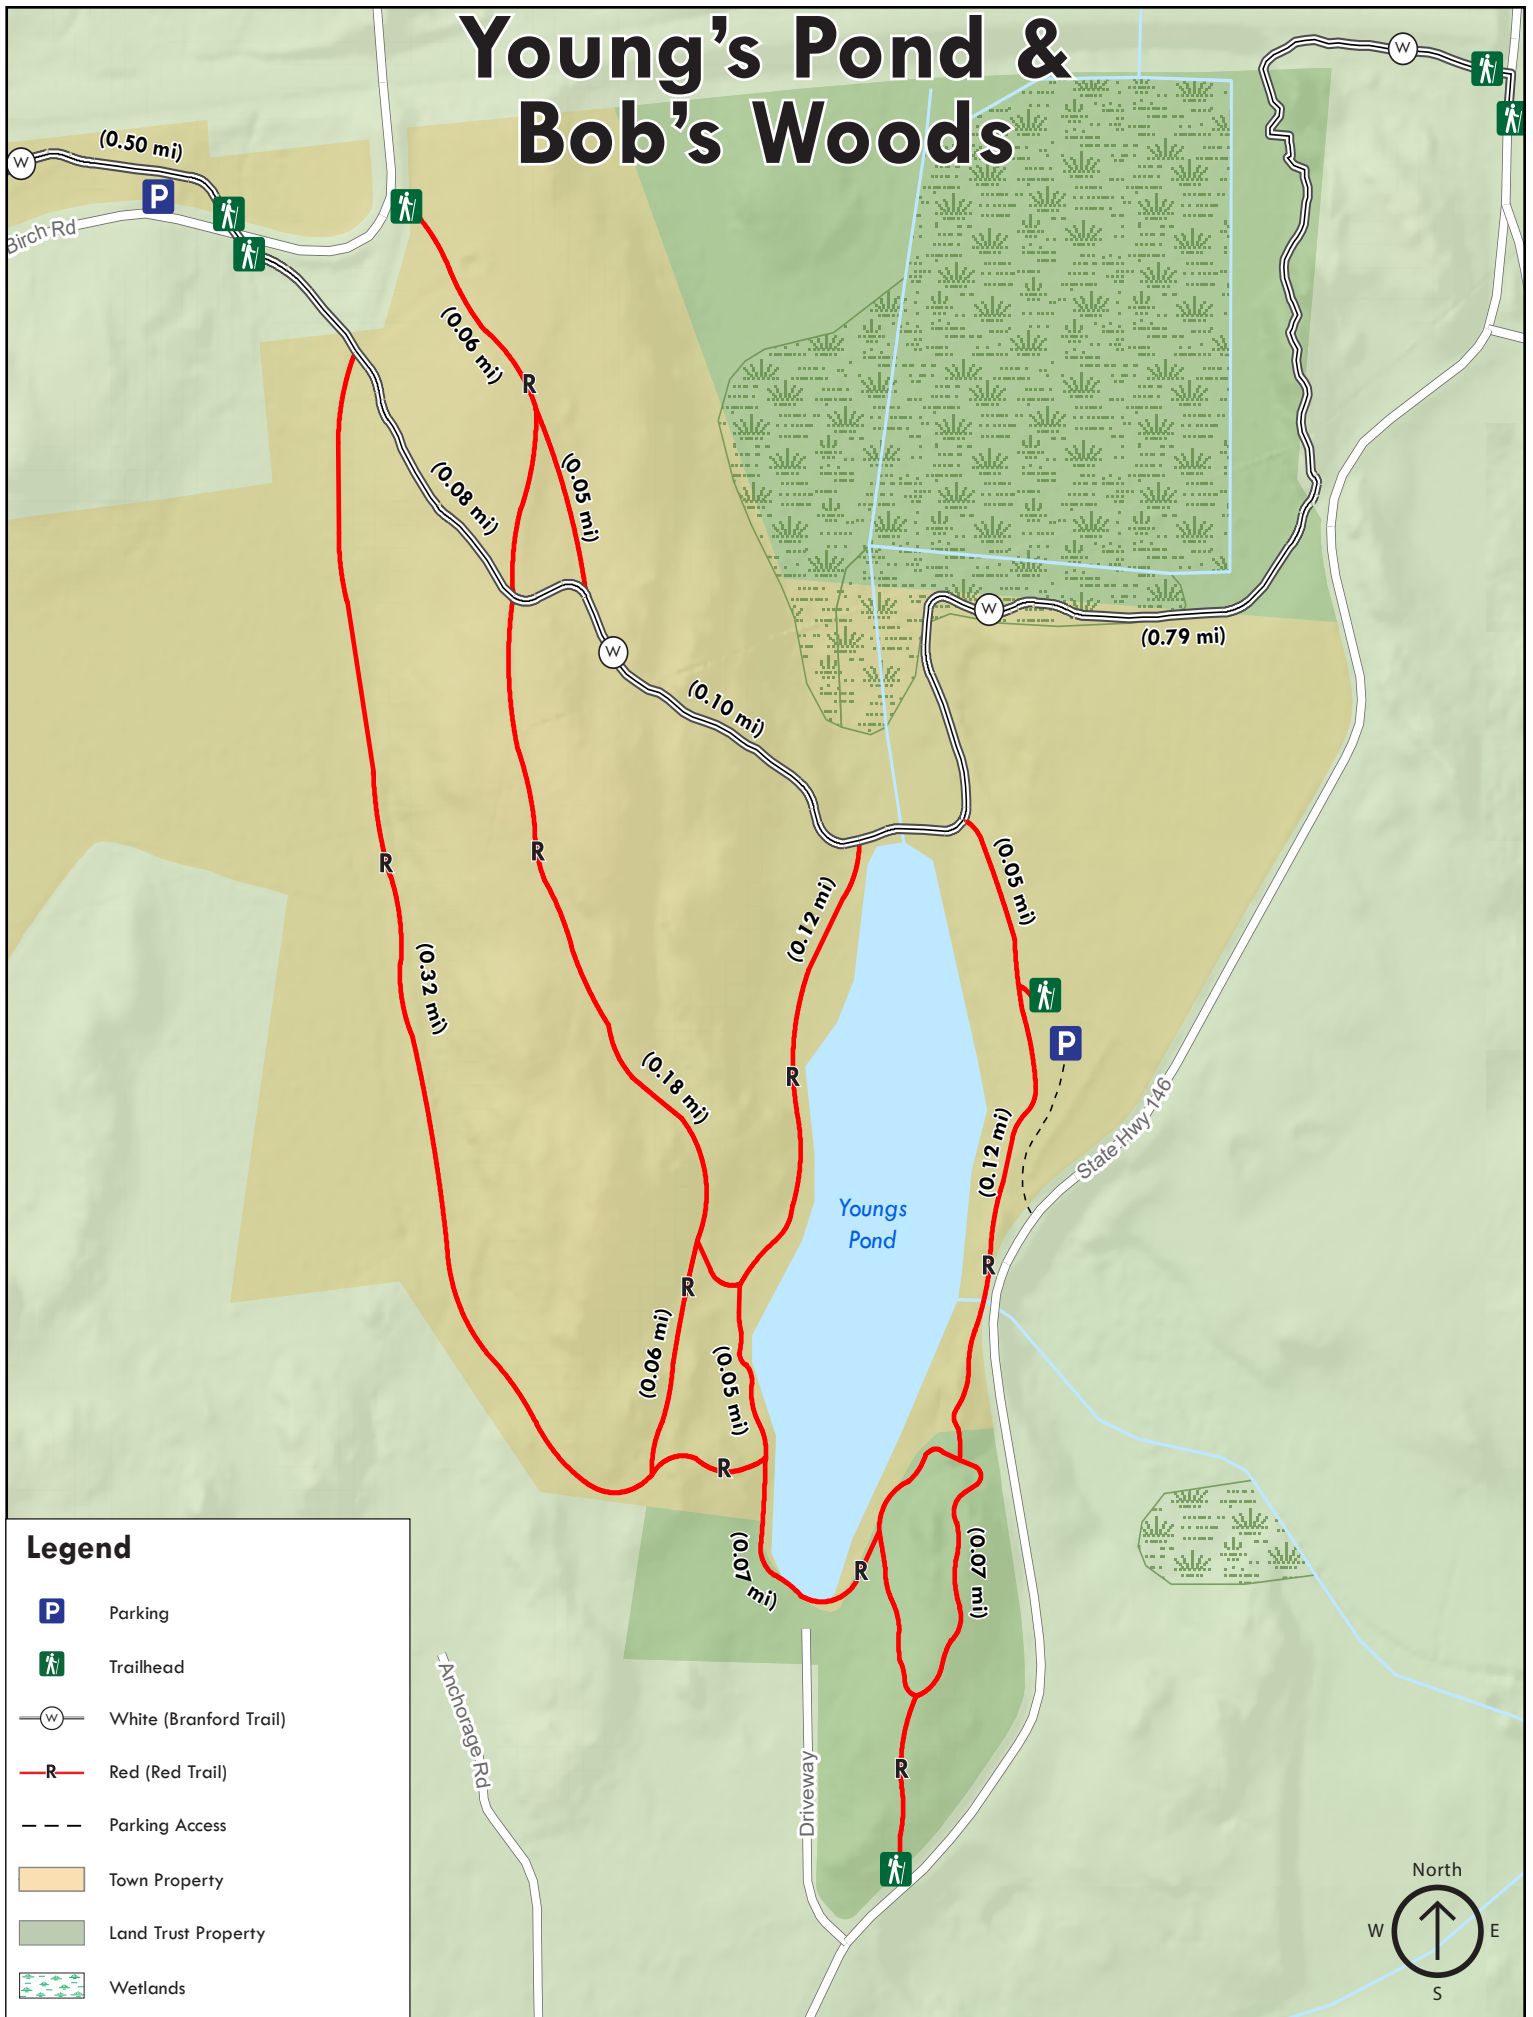 Young's Pond &
Bob's Woods
W
W
(0.50 mi)
P
Birch Rd
(0.06 mi)
R
(0.05 mi)
(0.08 mi)
W
W
(0.79 mi)
(0.10 mi)
R
R
(0.12 mi)
(0.05 mi)
(0.32 mi)
P
(0.18 mi)
R
State Hwy 146
(0.12 mi)
Youngs
Pond
R
R
(0.06 mi)
(0.05 mi)
R
(0.07 mi)
R
(0.07 mi)
Anchorage Rd
Driveway
R
Legend
P Parking
Trailhead
W White (Branford Trail)
R Red (Red Trail)
Parking Access
Town Property
Land Trust Property
Wetlands
North
W E
S